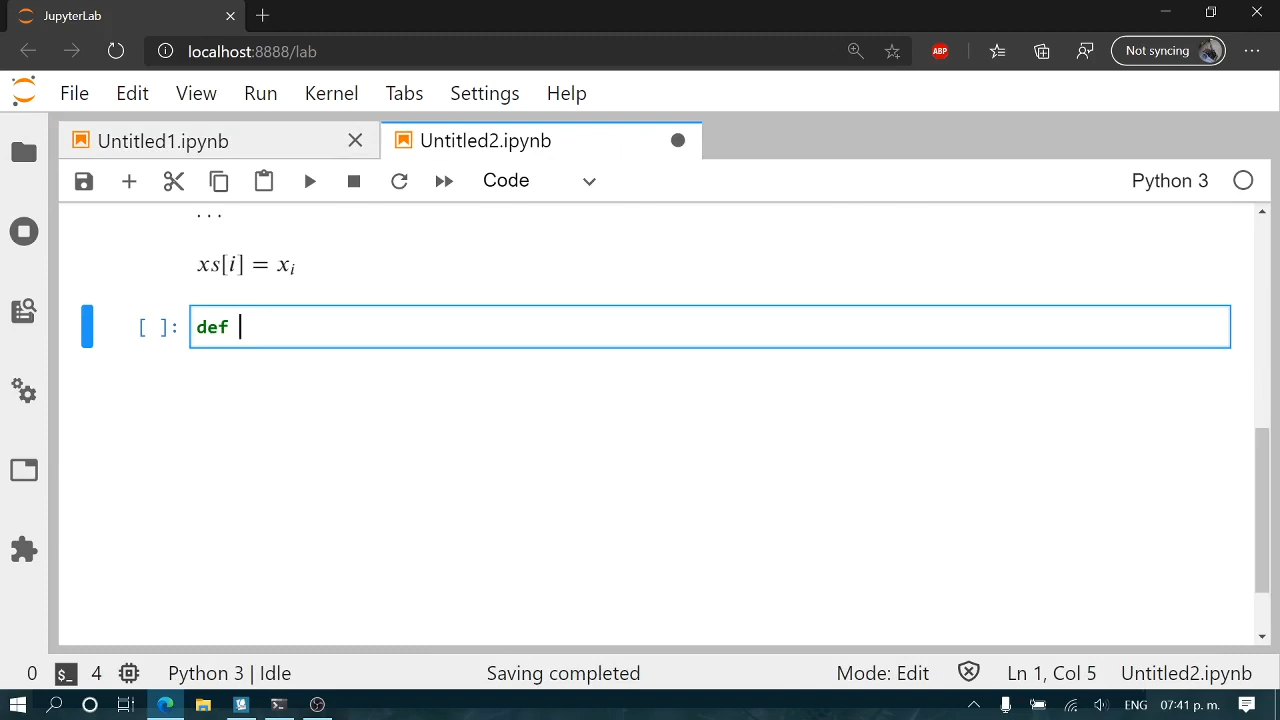 JupyterLab
localhost:8888/lab
ABP
Not syncing
File Edit View Run Kernel Tabs Settings Help
Untitled1.ipynb
Untitled2.ipynb
Code
Python 3
...
xs[i] = xᵢ
[ ]: def
0 $_ 4 Python 3 | Idle Saving completed Mode: Edit Ln 1, Col 5 Untitled2.ipynb
ENG 07:41 p. m.